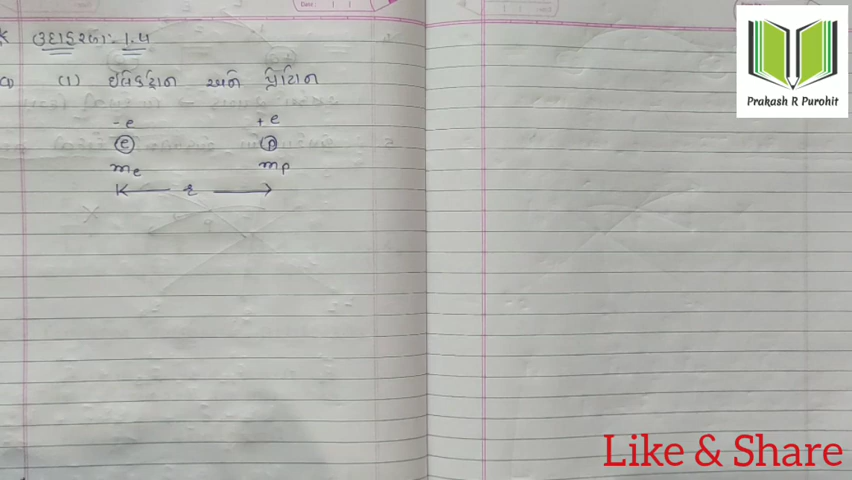 ઉદાહરણ : 1.4
(1) ઈલેક્ટ્રોન અને પ્રોટોન
-e +e
e p
me mp
r
Prakash R Purohit
Like & Share